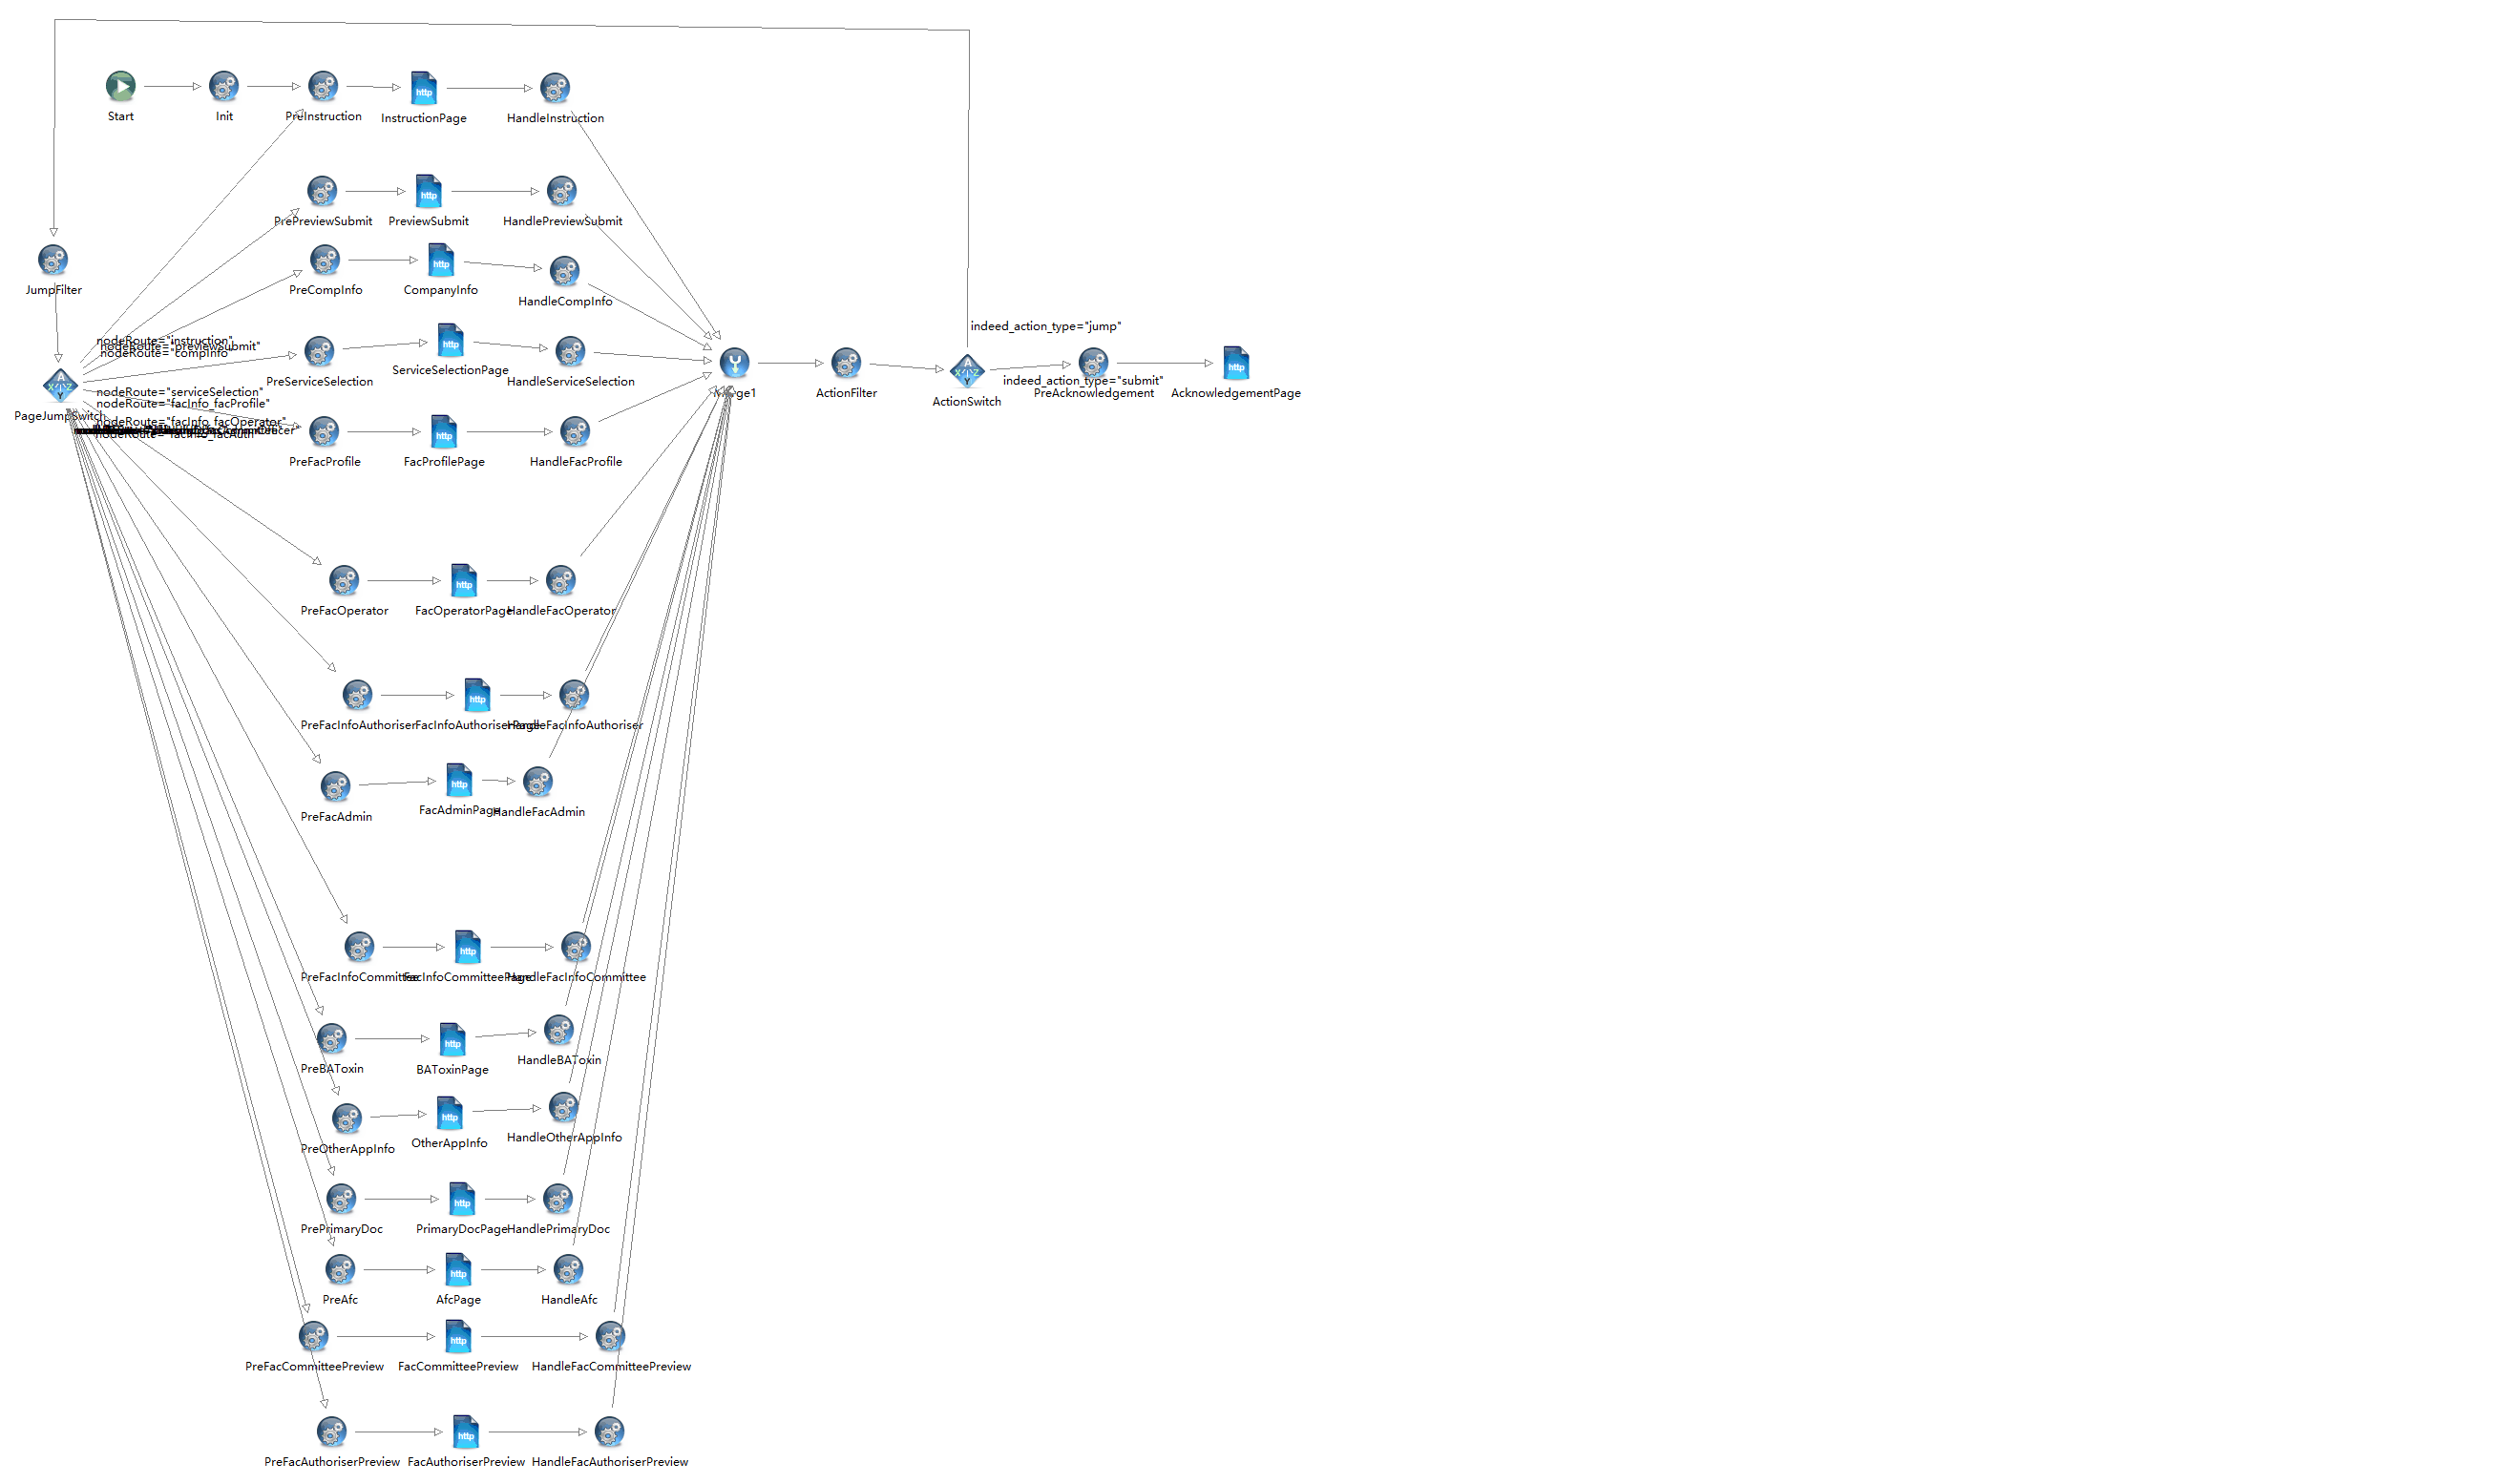 Start
Init
PreInstruction
http
InstructionPage
HandleInstruction
PrePreviewSubmit
http
PreviewSubmit
HandlePreviewSubmit
JumpFilter
PreCompInfo
http
CompanyInfo
HandleCompInfo
nodeRoute="instruction"
nodeRoute="previewSubmit"
nodeRoute="compInfo"
indeed_action_type="jump"
PreServiceSelection
http
ServiceSelectionPage
HandleServiceSelection
Merge1
ActionFilter
ActionSwitch
indeed_action_type="submit"
PreAcknowledgement
http
AcknowledgementPage
nodeRoute="serviceSelection"
nodeRoute="facInfo_facProfile"
PageJumpSwitch
nodeRoute="facInfo_facOperator"
nodeRoute="facInfo_facAuth"
PreFacProfile
http
FacProfilePage
HandleFacProfile
PreFacOperator
http
FacOperatorPage
HandleFacOperator
PreFacInfoAuthoriser
http
FacInfoAuthoriserPage
HandleFacInfoAuthoriser
PreFacAdmin
http
FacAdminPage
HandleFacAdmin
PreFacInfoCommittee
http
FacInfoCommitteePage
HandleFacInfoCommittee
PreBAToxin
http
BAToxinPage
HandleBAToxin
PreOtherAppInfo
http
OtherAppInfo
HandleOtherAppInfo
PrePrimaryDoc
http
PrimaryDocPage
HandlePrimaryDoc
PreAfc
http
AfcPage
HandleAfc
PreFacCommitteePreview
http
FacCommitteePreview
HandleFacCommitteePreview
PreFacAuthoriserPreview
http
FacAuthoriserPreview
HandleFacAuthoriserPreview